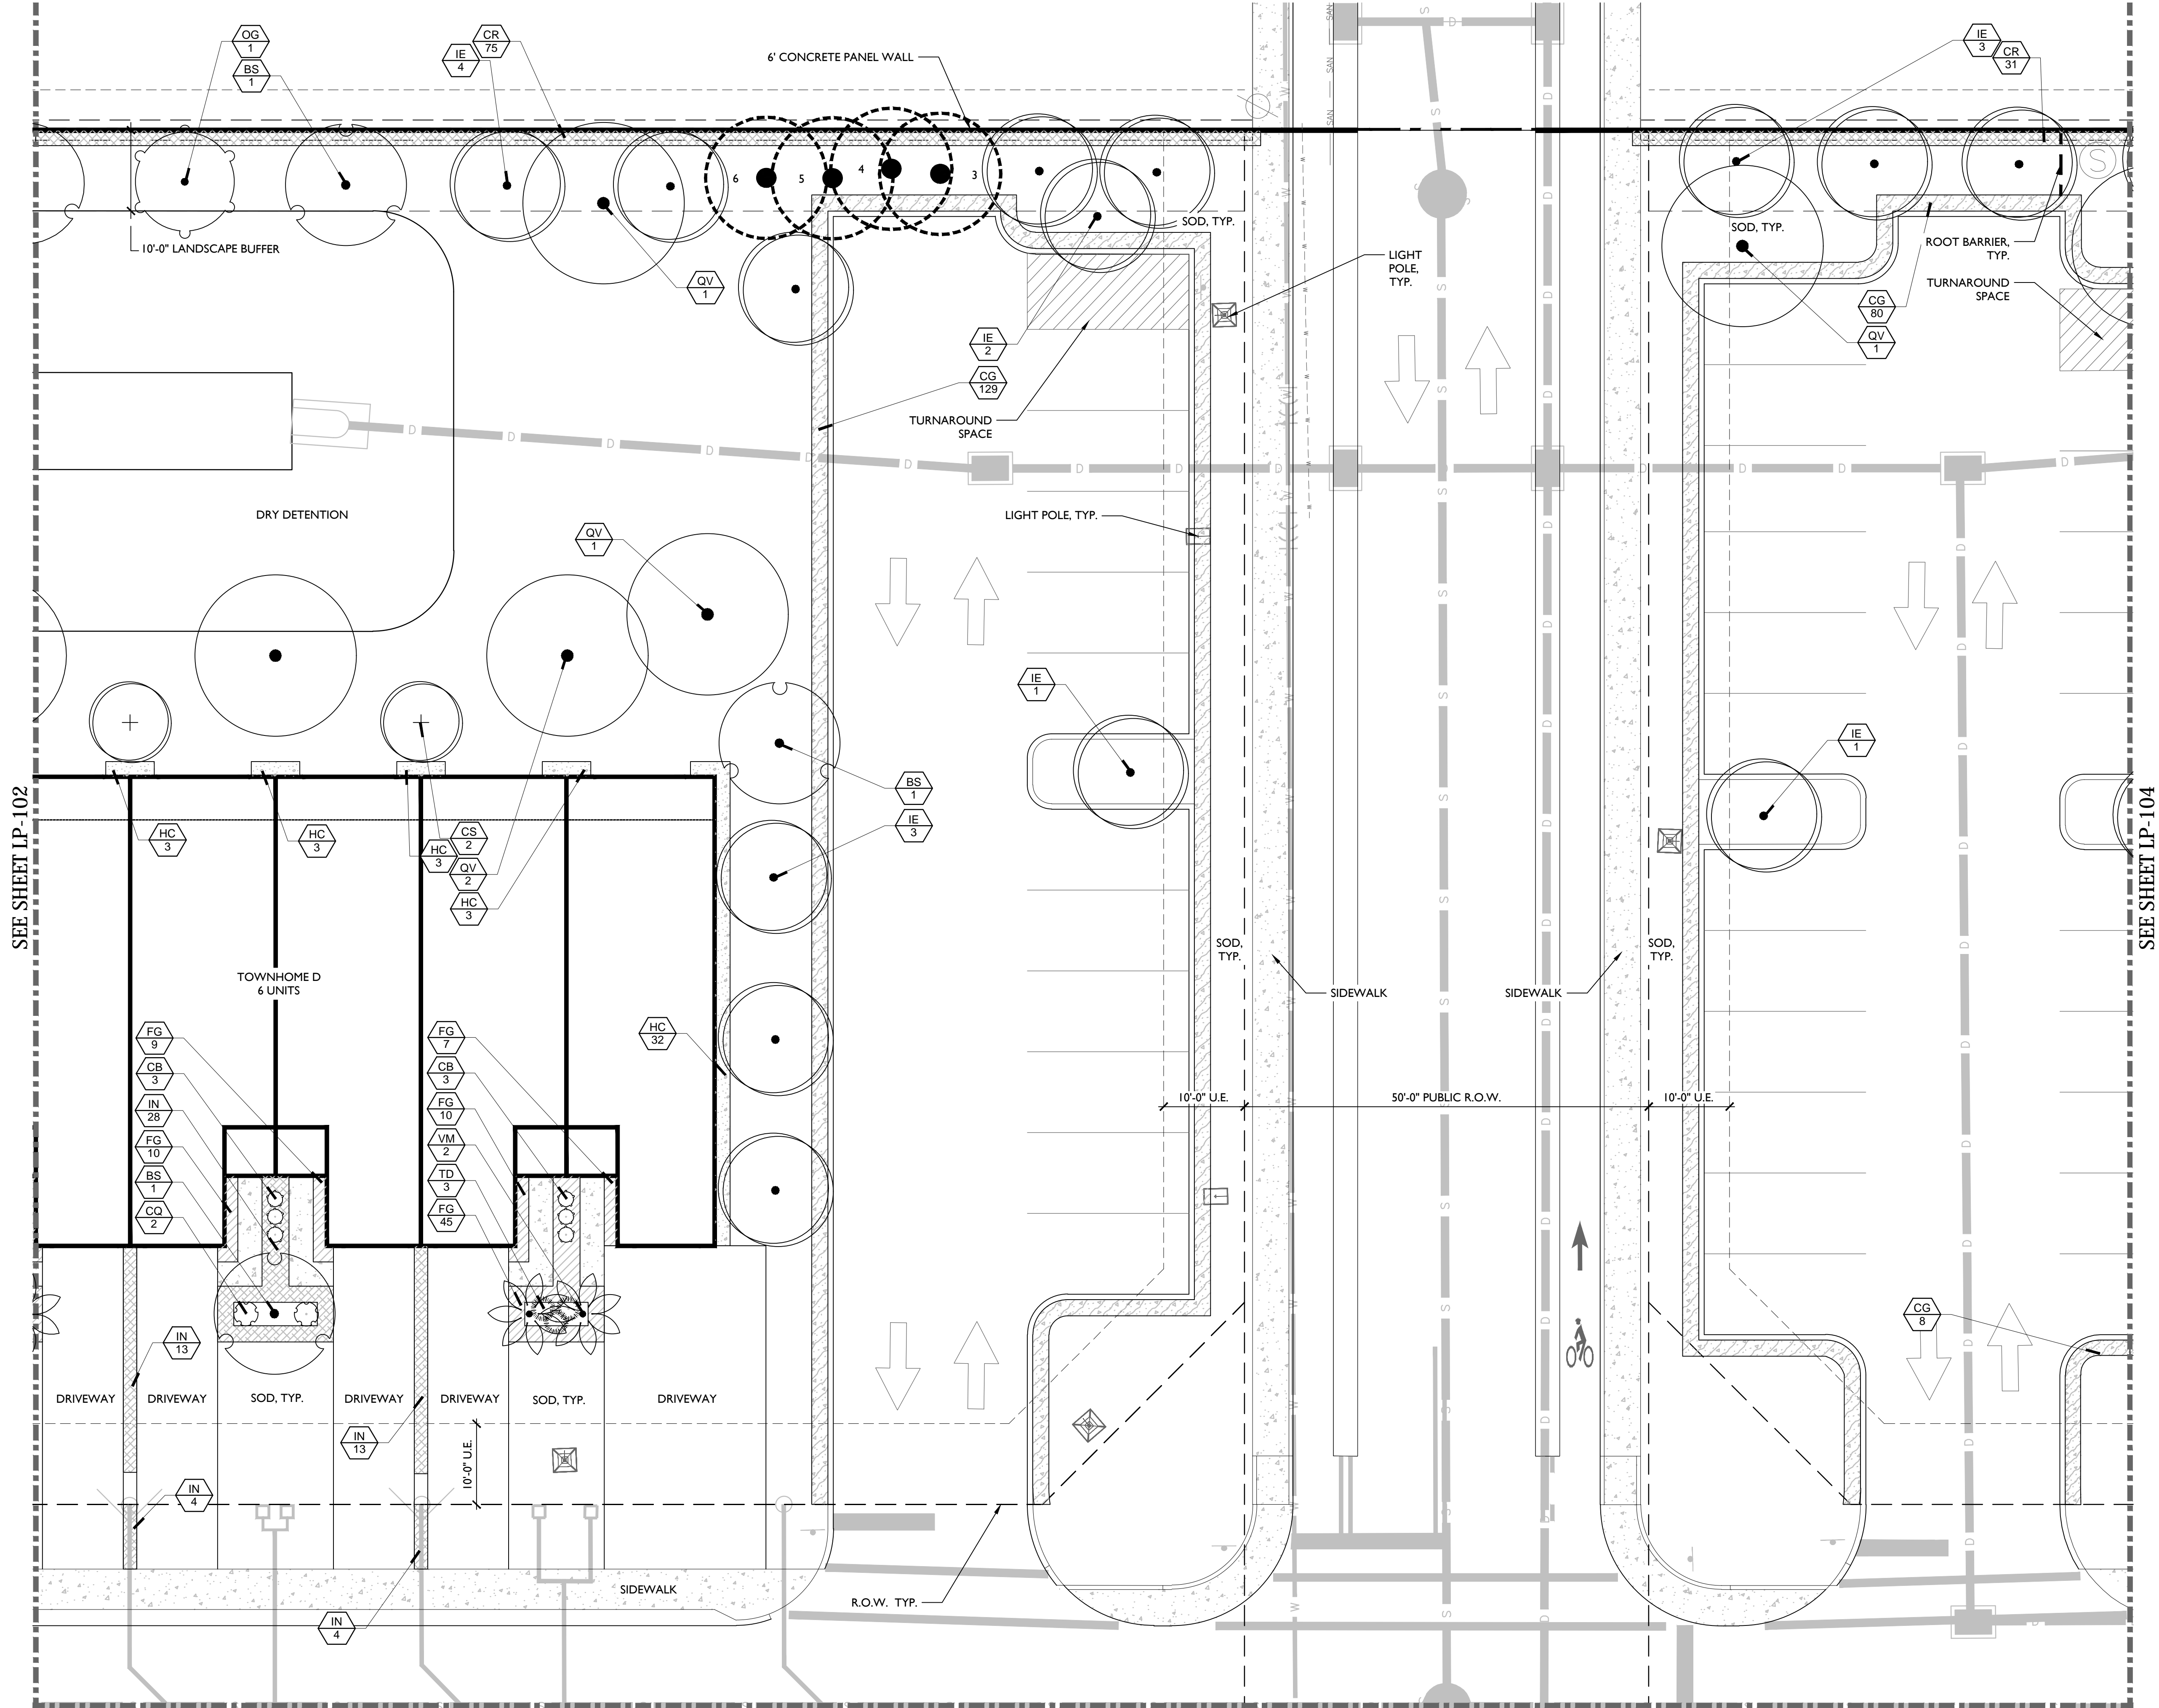 OG
1
BS
1
IE
4
CR
75
6' CONCRETE PANEL WALL
SAN
SAN
SAN
IE
3
CR
31
10'-0" LANDSCAPE BUFFER
6
5
4
3
SOD, TYP.
SOD, TYP.
S
ROOT BARRIER,
TYP.
TURNAROUND
SPACE
LIGHT
POLE,
TYP.
QV
1
CG
80
QV
1
IE
2
CG
129
TURNAROUND
SPACE
DRY DETENTION
LIGHT POLE, TYP.
QV
1
IE
1
IE
1
BS
1
IE
3
SEE SHEET LP-102
SEE SHEET LP-104
HC
3
HC
3
HC
3
CS
2
QV
2
HC
3
TOWNHOME D
6 UNITS
SOD,
TYP.
SOD,
TYP.
SIDEWALK
SIDEWALK
FG
9
CB
3
IN
28
FG
10
BS
1
CQ
2
FG
7
CB
3
FG
10
VM
2
TD
3
FG
45
HC
32
10'-0" U.E.
50'-0" PUBLIC R.O.W.
10'-0" U.E.
CG
8
IN
13
DRIVEWAY
DRIVEWAY
SOD, TYP.
DRIVEWAY
DRIVEWAY
SOD, TYP.
DRIVEWAY
IN
13
10'-0" U.E.
IN
4
SIDEWALK
R.O.W. TYP.
IN
4